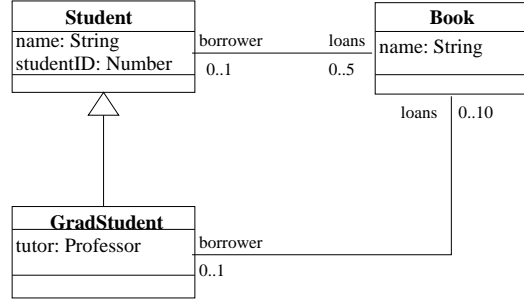 Student
name: String
studentID: Number
borrower
0..1
loans
0..5
Book
name: String
loans
0..10
GradStudent
tutor: Professor
borrower
0..1